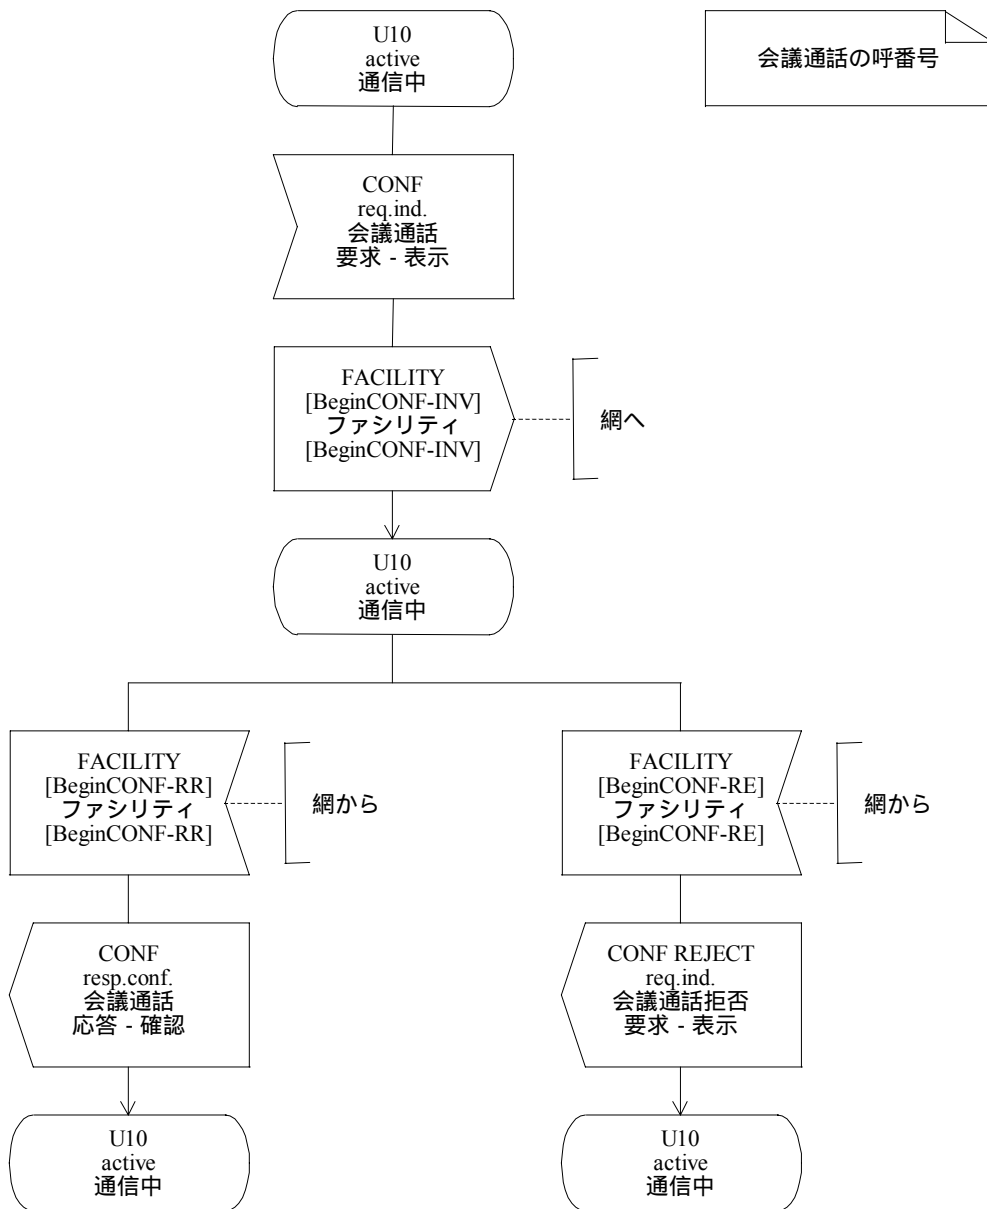 U10
active
通信中
会議通話の呼番号
CONF
req.ind.
会議通話
要求 - 表示
FACILITY
[BeginCONF-INV]
ファシリティ
[BeginCONF-INV]
網へ
U10
active
通信中
FACILITY
[BeginCONF-RR]
ファシリティ
[BeginCONF-RR]
網から
FACILITY
[BeginCONF-RE]
ファシリティ
[BeginCONF-RE]
網から
CONF
resp.conf.
会議通話
応答 - 確認
CONF REJECT
req.ind.
会議通話拒否
要求 - 表示
U10
active
通信中
U10
active
通信中